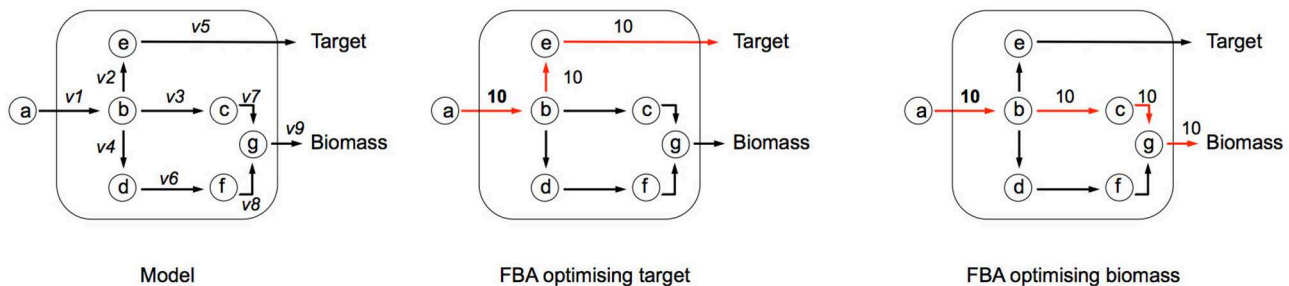 e v5 Target
v2
a v1 b v3 c v7
v4 g v9 Biomass
d v6 f
v8
Model
10
e Target
10
a 10 b c
g Biomass
d f
FBA optimising target
e Target
a 10 b 10 c 10
10
g Biomass
d f
FBA optimising biomass